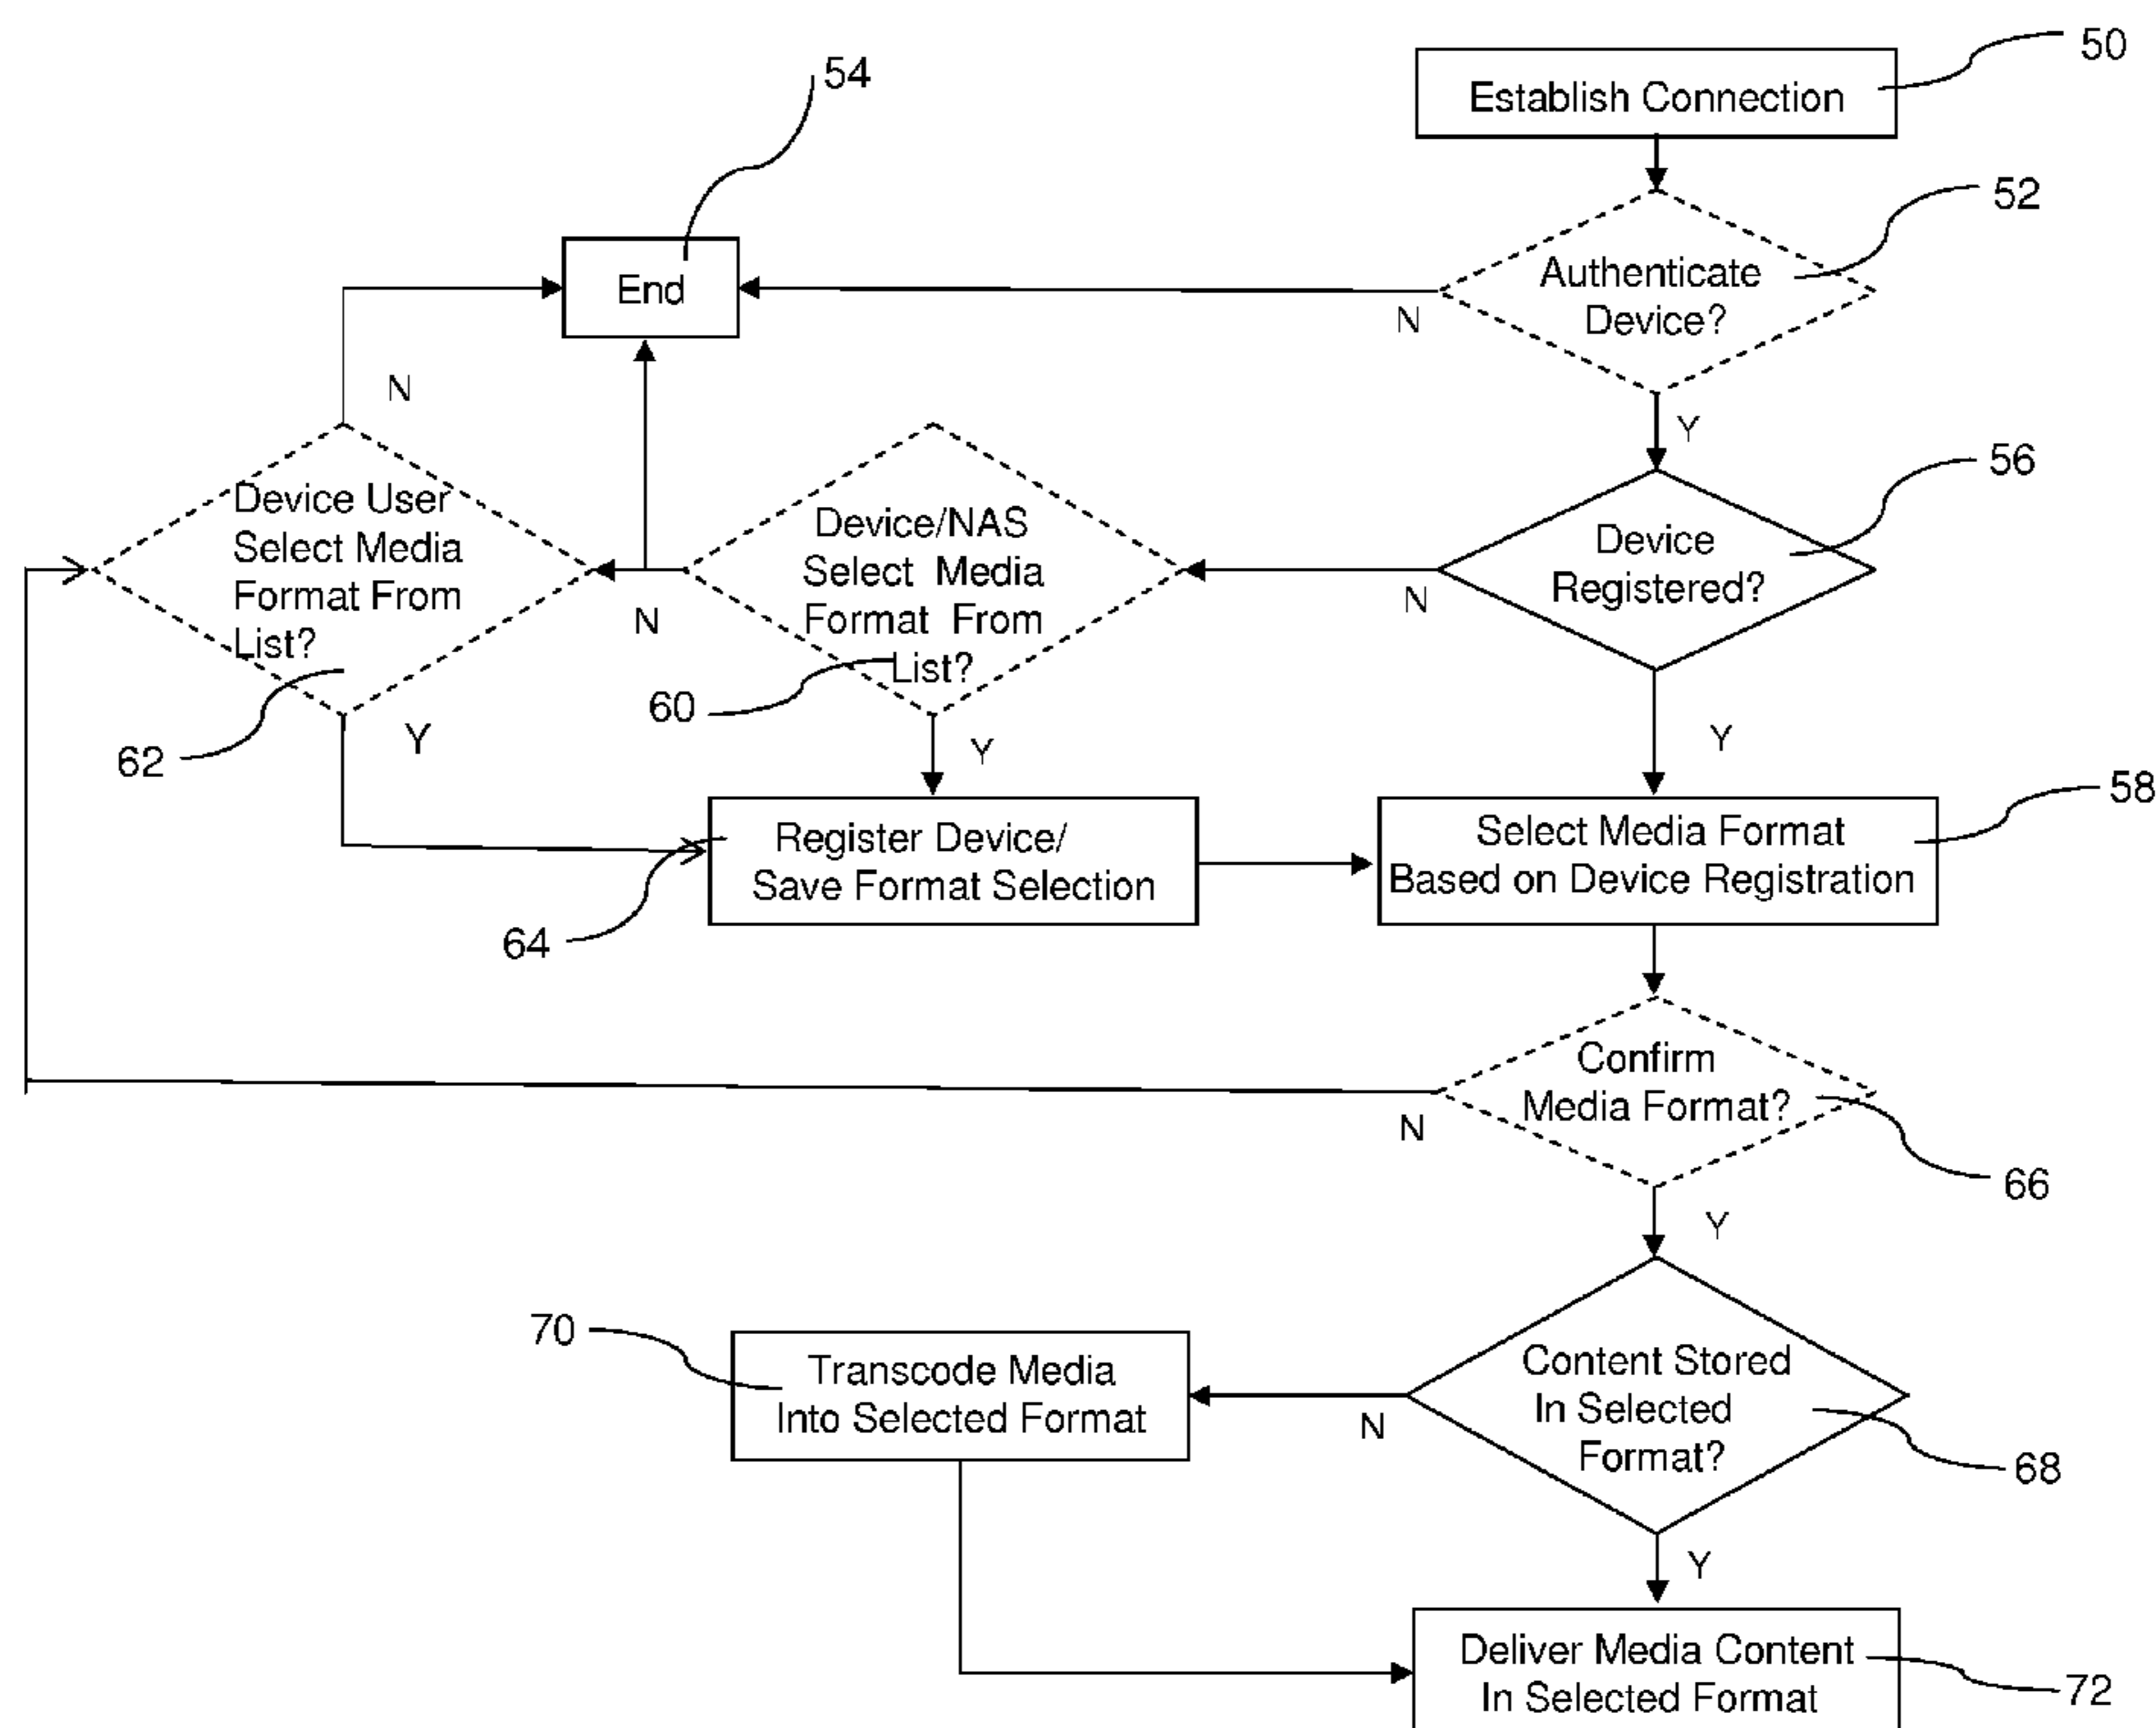 50
Establish Connection
54
52
Authenticate
Device?
End
N
Y
N
56
Device
Registered?
N
Y
Device/NAS
Select Media
Format From
List?
60
N
Y
Device User
Select Media
Format From
List?
62
Y
58
Select Media Format
Based on Device Registration
Register Device/
Save Format Selection
64
Confirm
Media Format?
N
66
Y
70
Transcode Media
Into Selected Format
Content Stored
In Selected
Format?
N
68
Y
Deliver Media Content
In Selected Format
72